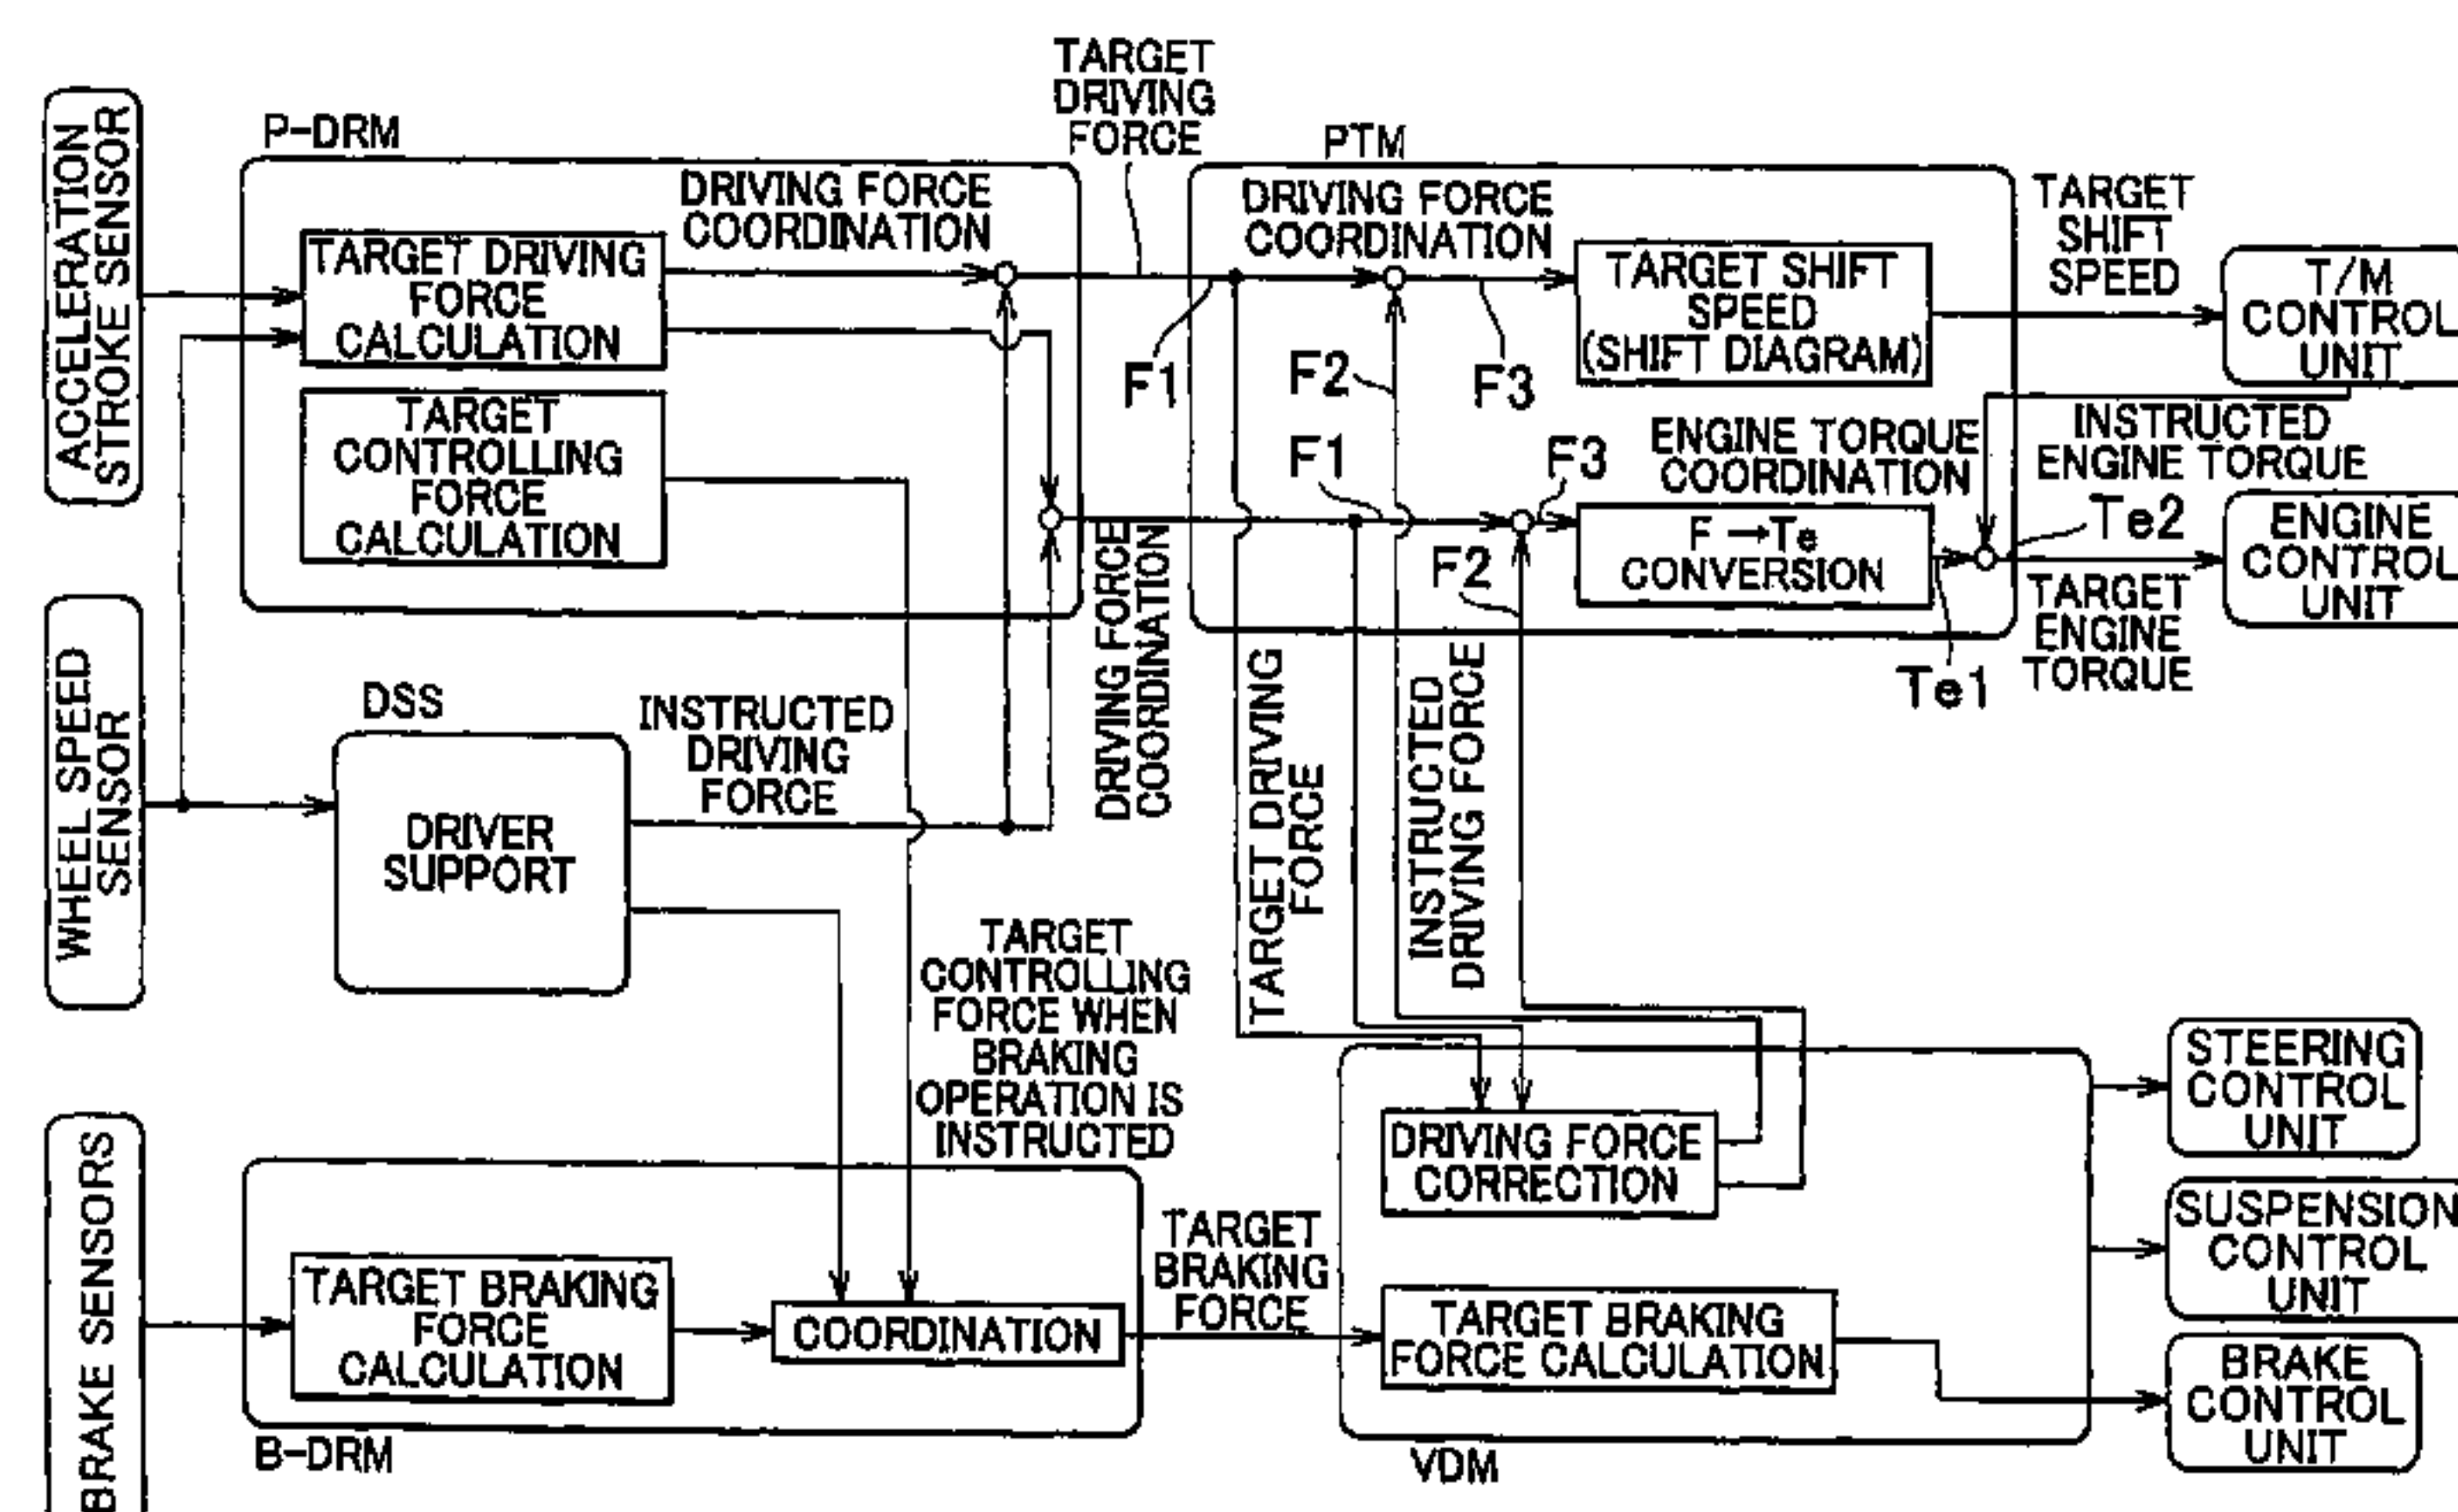 ACCELERATION
STROKE SENSOR
P-DRM
DRIVING FORCE
COORDINATION
TARGET DRIVING
FORCE
CALCULATION
TARGET
CONTROLLING
FORCE
CALCULATION
TARGET
DRIVING
FORCE
PTM
DRIVING FORCE
COORDINATION
TARGET SHIFT
SPEED
(SHIFT DIAGRAM)
F1
F2
F3
F1
F3
F2
ENGINE TORQUE
COORDINATION
F→Te
CONVERSION
TARGET
SHIFT
SPEED
T/M
CONTROL
UNIT
INSTRUCTED
ENGINE TORQUE
Te2
ENGINE
CONTROL
UNIT
TARGET
ENGINE
TORQUE
Te1
WHEEL SPEED
SENSOR
DSS
DRIVER
SUPPORT
INSTRUCTED
DRIVING
FORCE
DRIVING FORCE
COORDINATION
TARGET DRIVING
FORCE
INSTRUCTED
DRIVING FORCE
TARGET
CONTROLLING
FORCE WHEN
BRAKING
OPERATION IS
INSTRUCTED
BRAKE SENSORS
TARGET BRAKING
FORCE
CALCULATION
COORDINATION
B-DRM
TARGET
BRAKING
FORCE
DRIVING FORCE
CORRECTION
TARGET BRAKING
FORCE CALCULATION
VDM
STEERING
CONTROL
UNIT
SUSPENSION
CONTROL
UNIT
BRAKE
CONTROL
UNIT